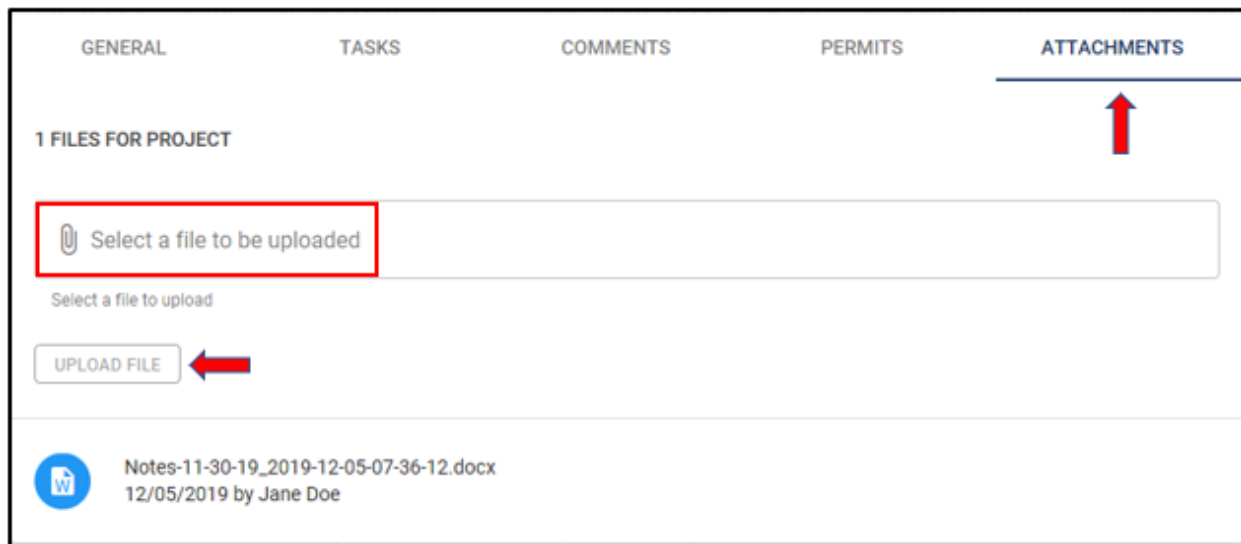 GENERAL TASKS COMMENTS PERMITS ATTACHMENTS
1 FILES FOR PROJECT
Select a file to be uploaded
Select a file to upload
UPLOAD FILE
W
Notes-11-30-19_2019-12-05-07-36-12.docx
12/05/2019 by Jane Doe